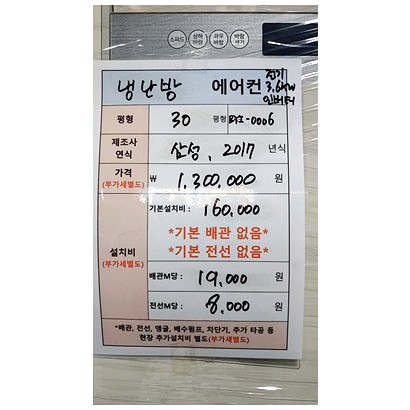 스피드 상하바람 좌우바람 바람세기
냉난방 에어컨 전기 3.6kW 인버터
평형 30 평형 마포-0006
제조사 연식 삼성, 2017 년식
가격 (부가세별도) ₩ 1,300,000 원
기본설치비 : 160,000
*기본 배관 없음*
*기본 전선 없음*
설치비 (부가세별도)
배관M당 : 19,000 원
전선M당 : 8,000 원
*배관, 전선, 앵글, 배수펌프, 차단기, 추가 타공 등
현장 추가설치비 별도(부가세별도)